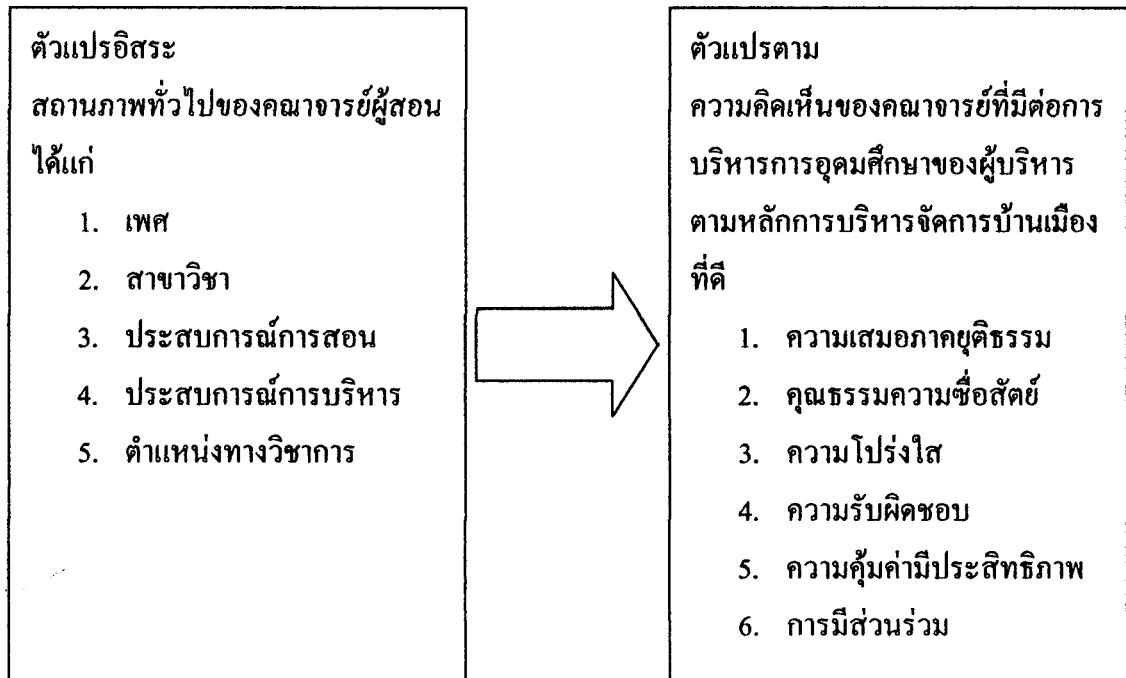 ตัวแปรอิสระ
สถานภาพทั่วไปของคณาจารย์ผู้สอน
ได้แก่
1. เพศ
2. สาขาวิชา
3. ประสบการณ์การสอน
4. ประสบการณ์การบริหาร
5. ตำแหน่งทางวิชาการ
ตัวแปรตาม
ความคิดเห็นของคณาจารย์ที่มีต่อการ
บริหารการอุดมศึกษาของผู้บริหาร
ตามหลักการบริหารจัดการบ้านเมือง
ที่ดี
1. ความเสมอภาคยุติธรรม
2. คุณธรรมความซื่อสัตย์
3. ความโปร่งใส
4. ความรับผิดชอบ
5. ความคุ้มค่ามีประสิทธิภาพ
6. การมีส่วนร่วม